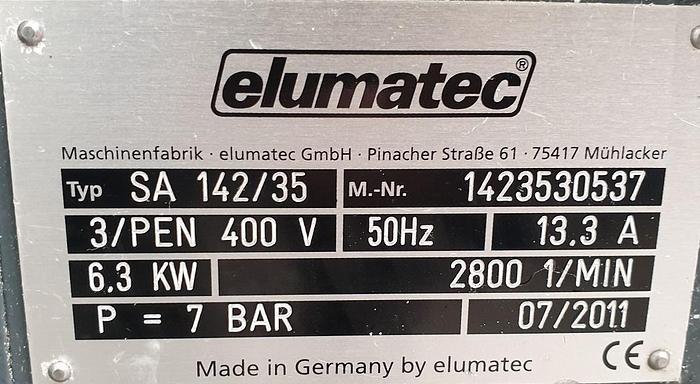 elumatec®
Maschinenfabrik · elumatec GmbH · Pinacher Straße 61 · 75417 Mühlacker
Typ SA 142/35 M.-Nr. 1423530537
3/PEN 400 V 50Hz 13.3 A
6.3 KW 2800 1/MIN
P = 7 BAR 07/2011
Made in Germany by elumatec CE